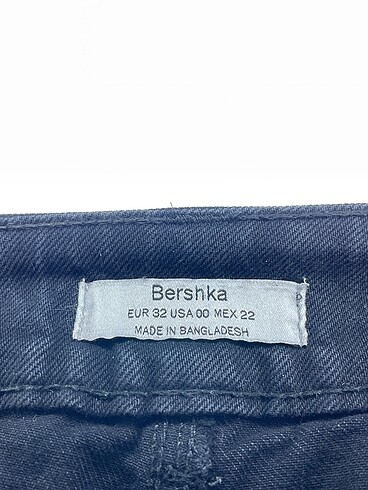 Bershka
EUR 32 USA 00 MEX 22
MADE IN BANGLADESH